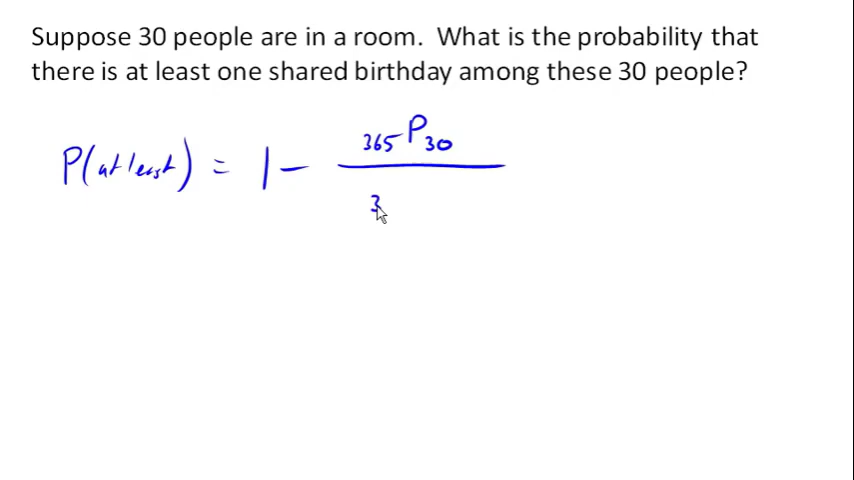 Suppose 30 people are in a room. What is the probability that
there is at least one shared birthday among these 30 people?
P(at least) = 1 - 365P30
3